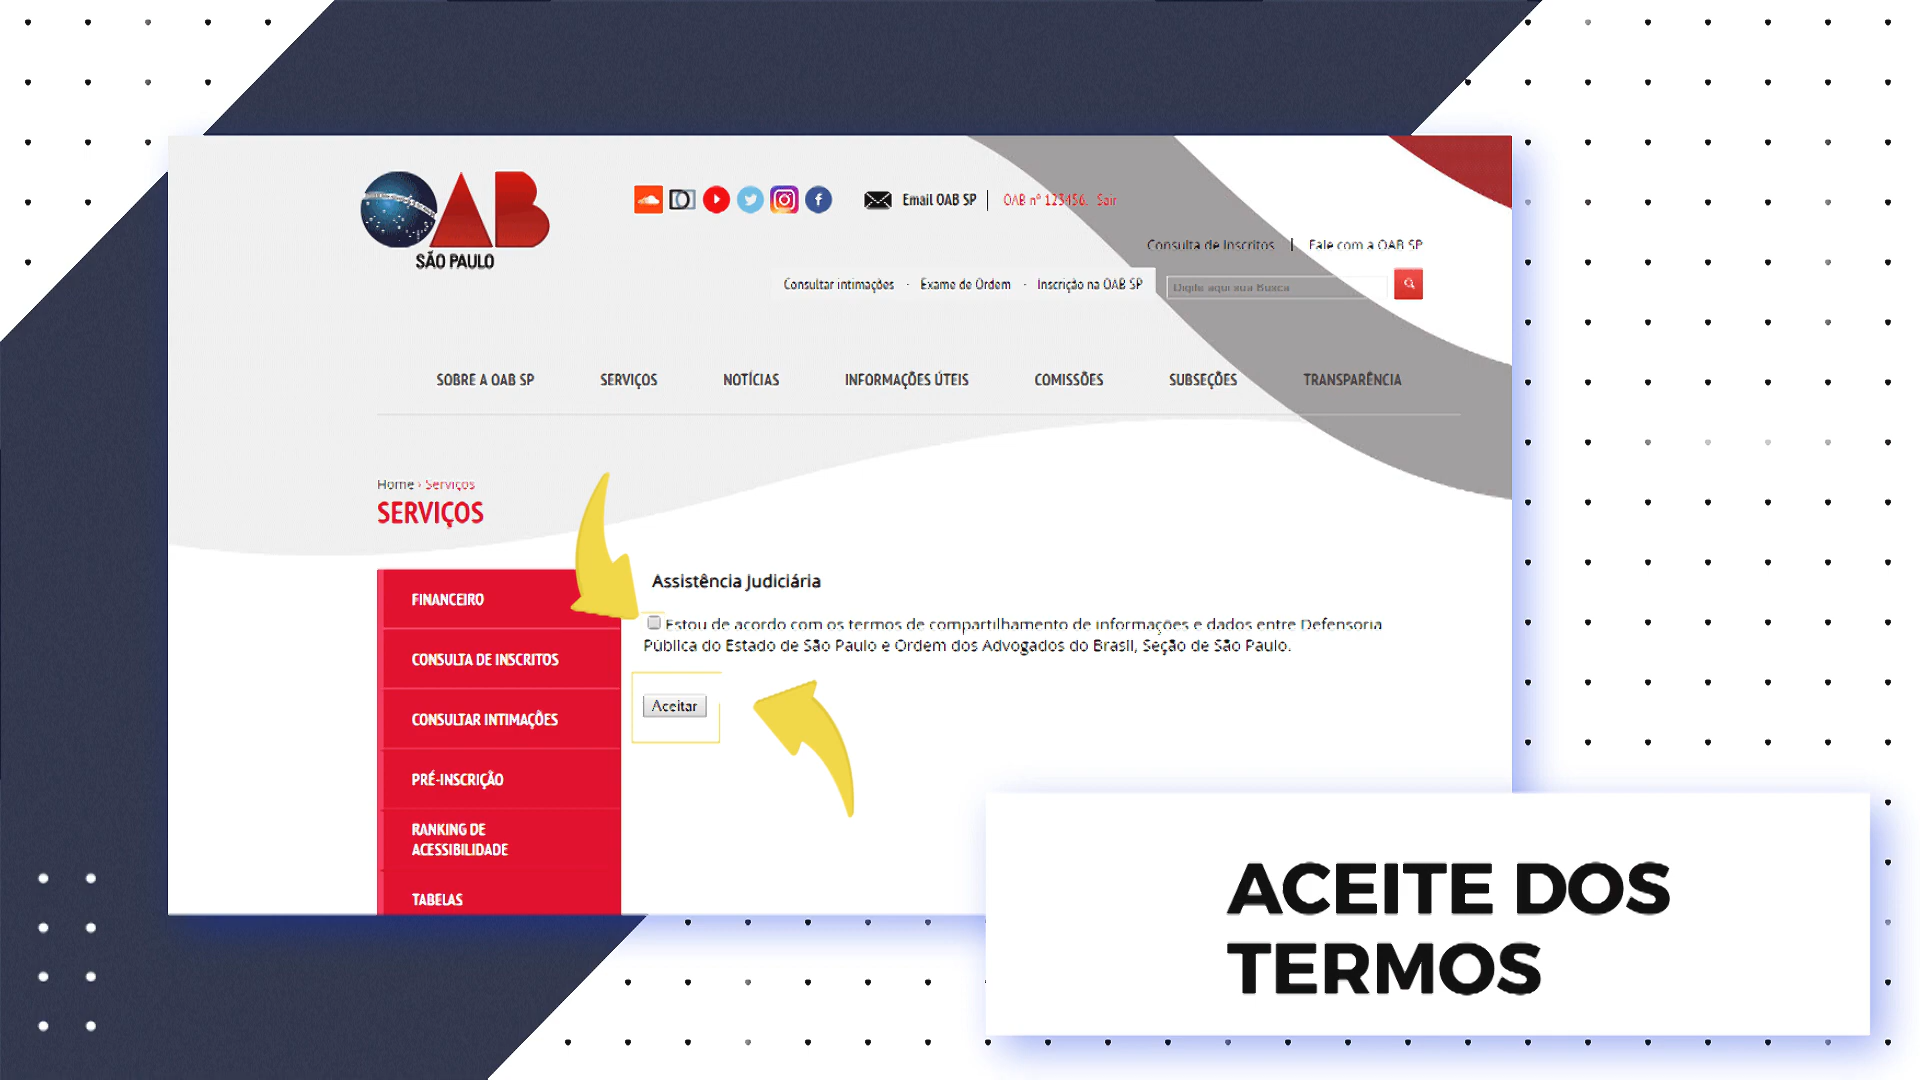 OAB
SÃO PAULO
Email OAB SP
OAB nº 123456. Sair
Consulta de Inscritos | Fale com a OAB SP
Consultar intimações · Exame de Ordem · Inscrição na OAB SP
Digite aqui sua Busca
SOBRE A OAB SP SERVIÇOS NOTÍCIAS INFORMAÇÕES ÚTEIS COMISSÕES SUBSEÇÕES TRANSPARÊNCIA
Home › Serviços
SERVIÇOS
FINANCEIRO
CONSULTA DE INSCRITOS
CONSULTAR INTIMAÇÕES
PRÉ-INSCRIÇÃO
RANKING DE
ACESSIBILIDADE
TABELAS
Assistência Judiciária
Estou de acordo com os termos de compartilhamento de informações e dados entre Defensoria
Pública do Estado de São Paulo e Ordem dos Advogados do Brasil, Seção de São Paulo.
Aceitar
ACEITE DOS
TERMOS